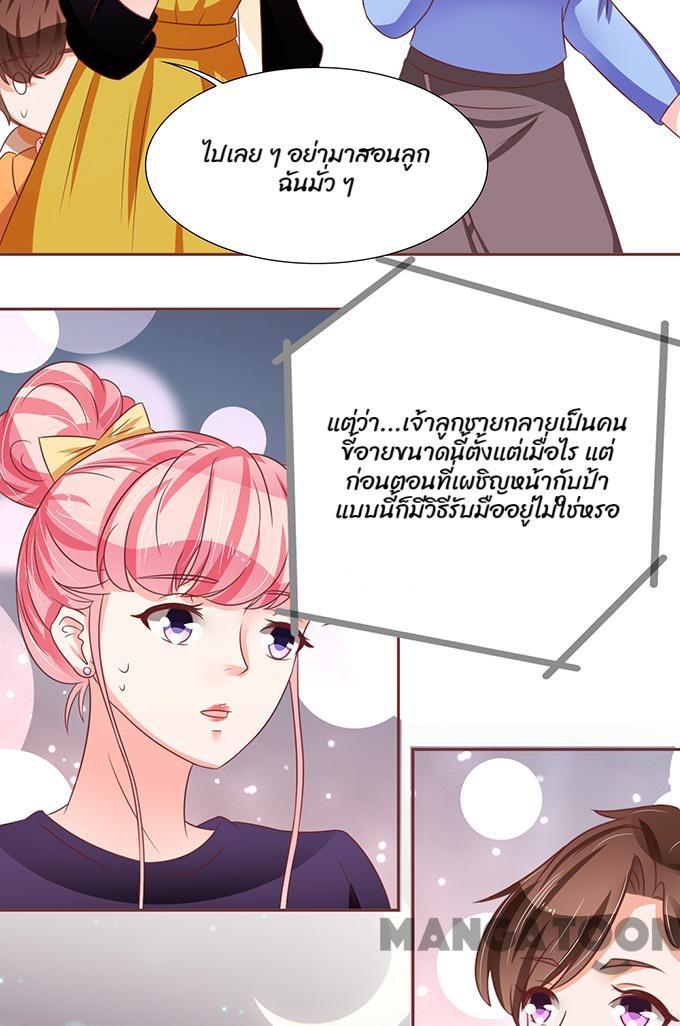 ไปเลย ๆ อย่ามาสอนลูก
ฉันมั่ว ๆ
แต่ว่า...เจ้าลูกชายกลายเป็นคน
ขี้อายขนาดนี้ตั้งแต่เมื่อไร แต่
ก่อนตอนที่เผชิญหน้ากับป้า
แบบนี้ก็มีวิธีรับมืออยู่ไม่ใช่หรอ
MANGATOON